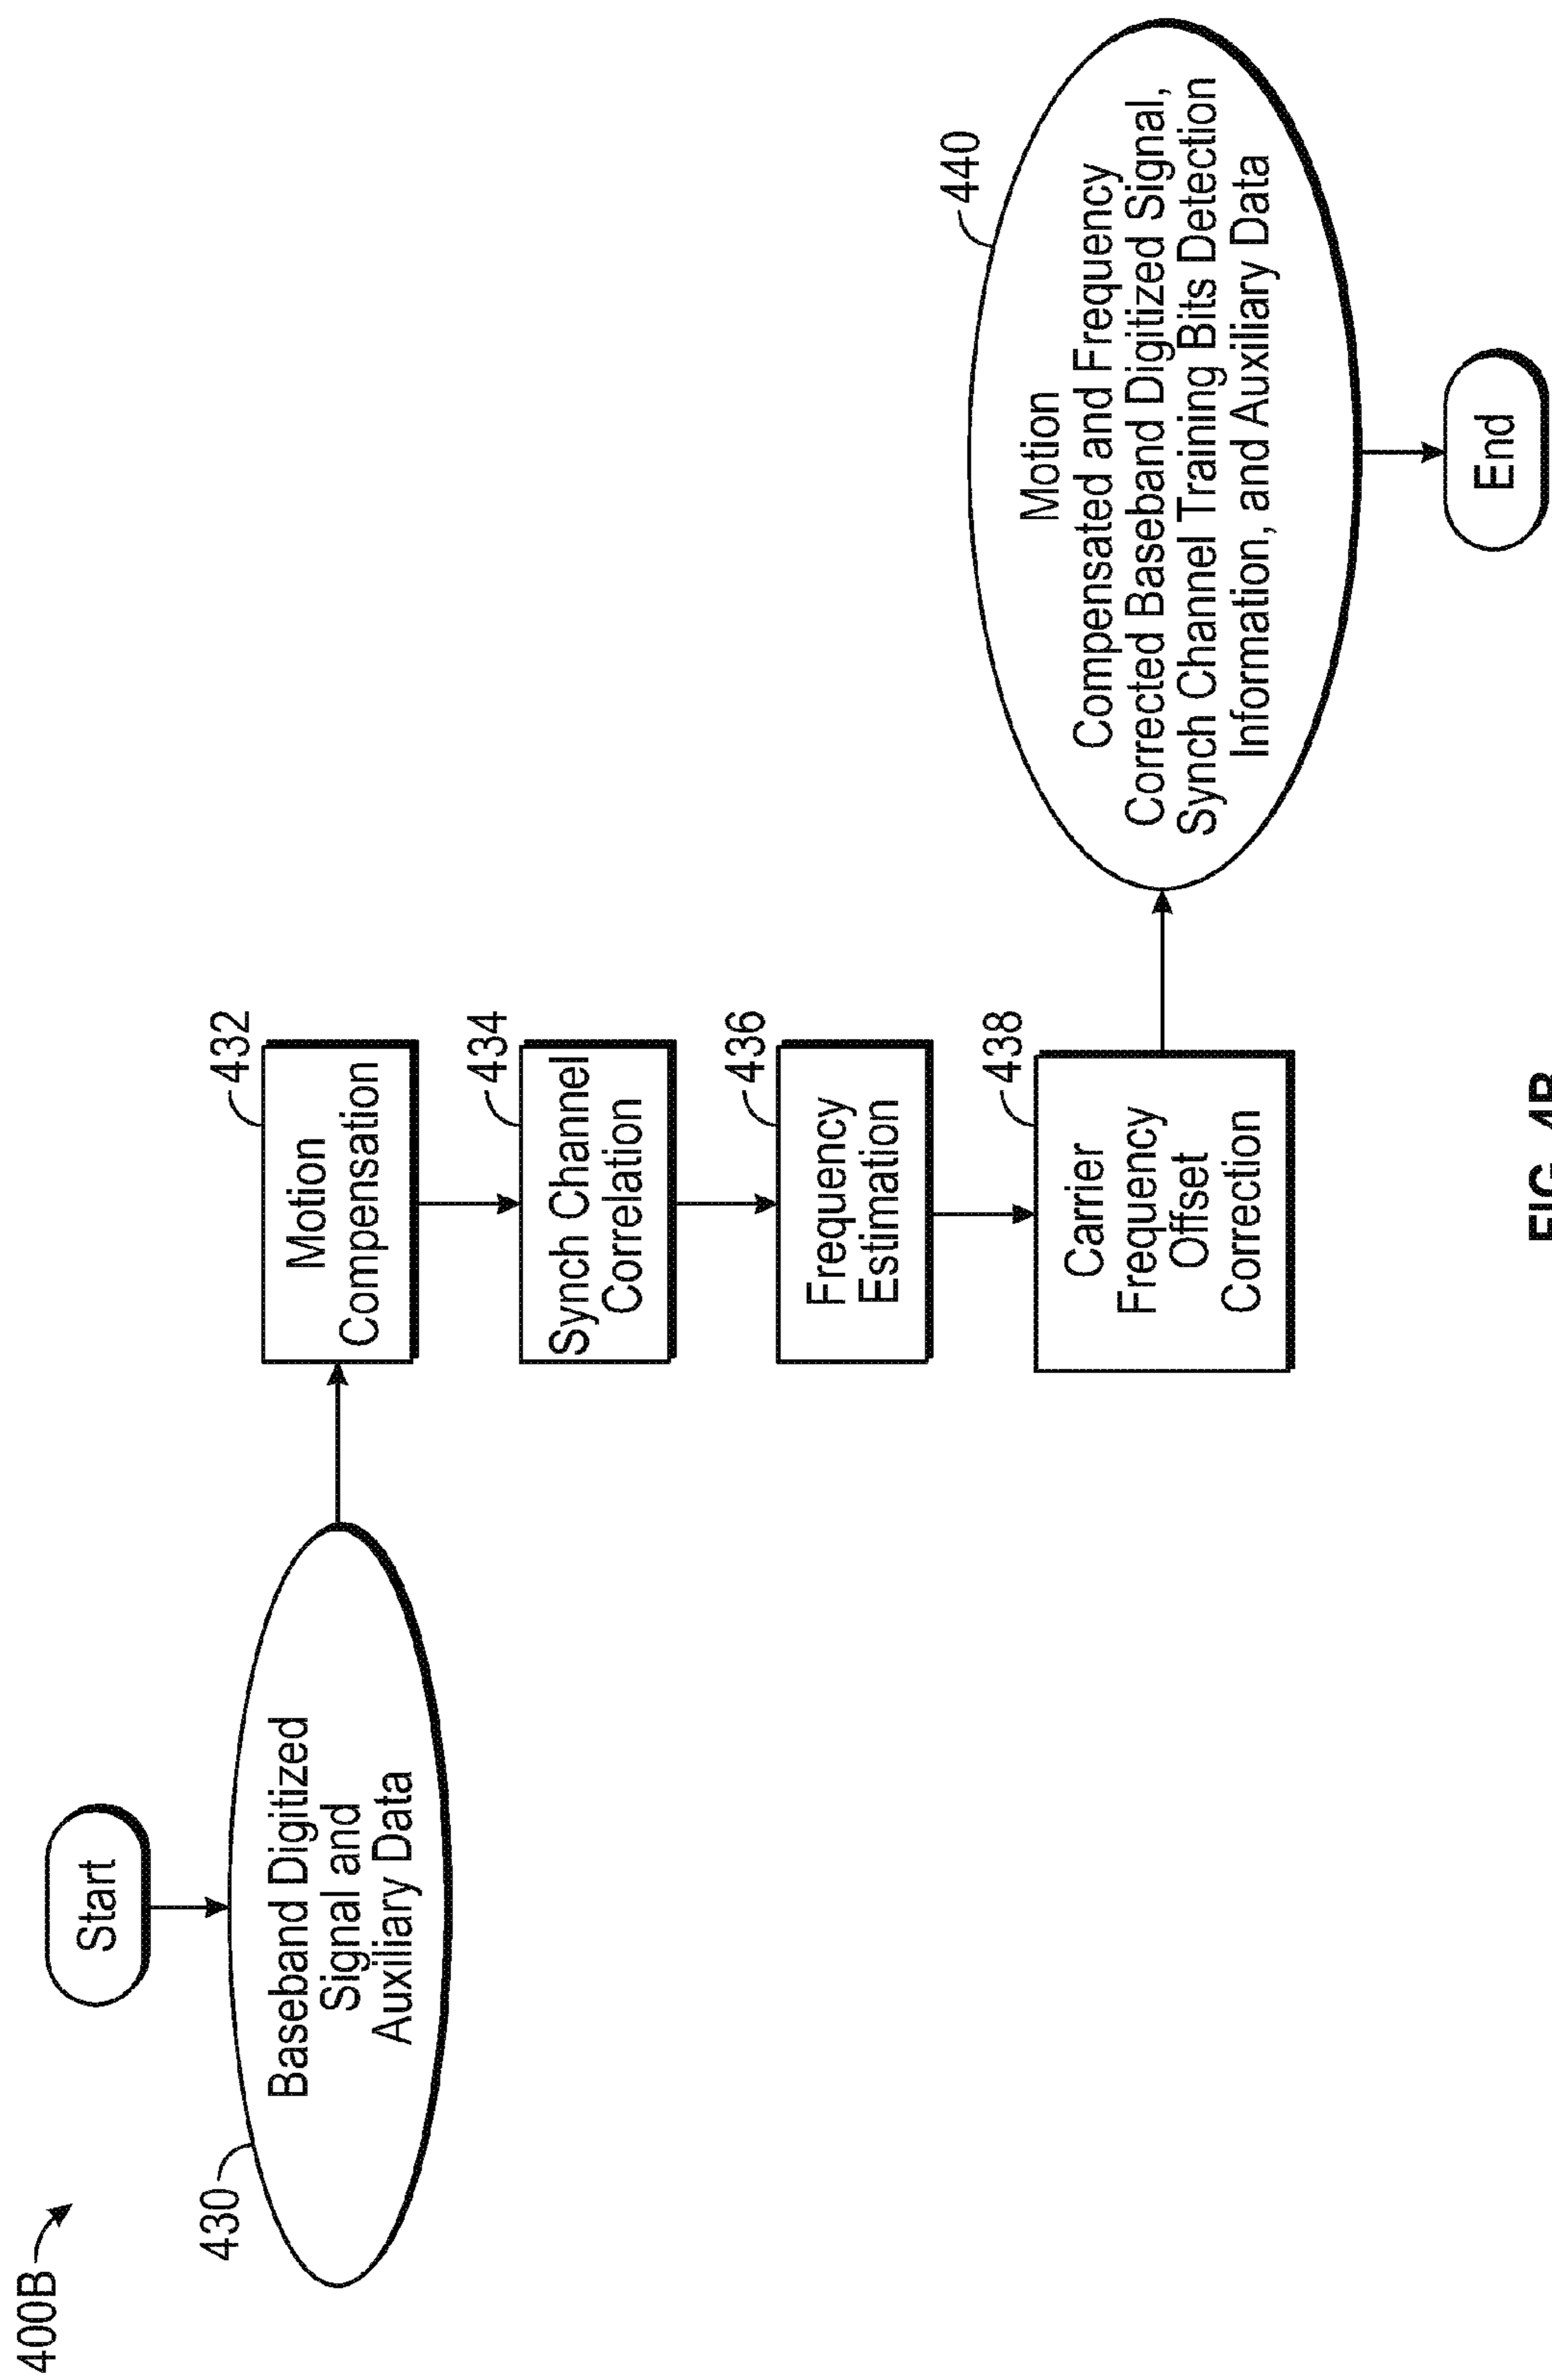 400B
Start
430
Baseband Digitized
Signal and
Auxiliary Data
432
Motion
Compensation
434
Synch Channel
Correlation
436
Frequency
Estimation
438
Carrier
Frequency
Offset
Correction
440
Motion
Compensated and Frequency
Corrected Baseband Digitized Signal,
Synch Channel Training Bits Detection
Information, and Auxiliary Data
End
FIG. 4B